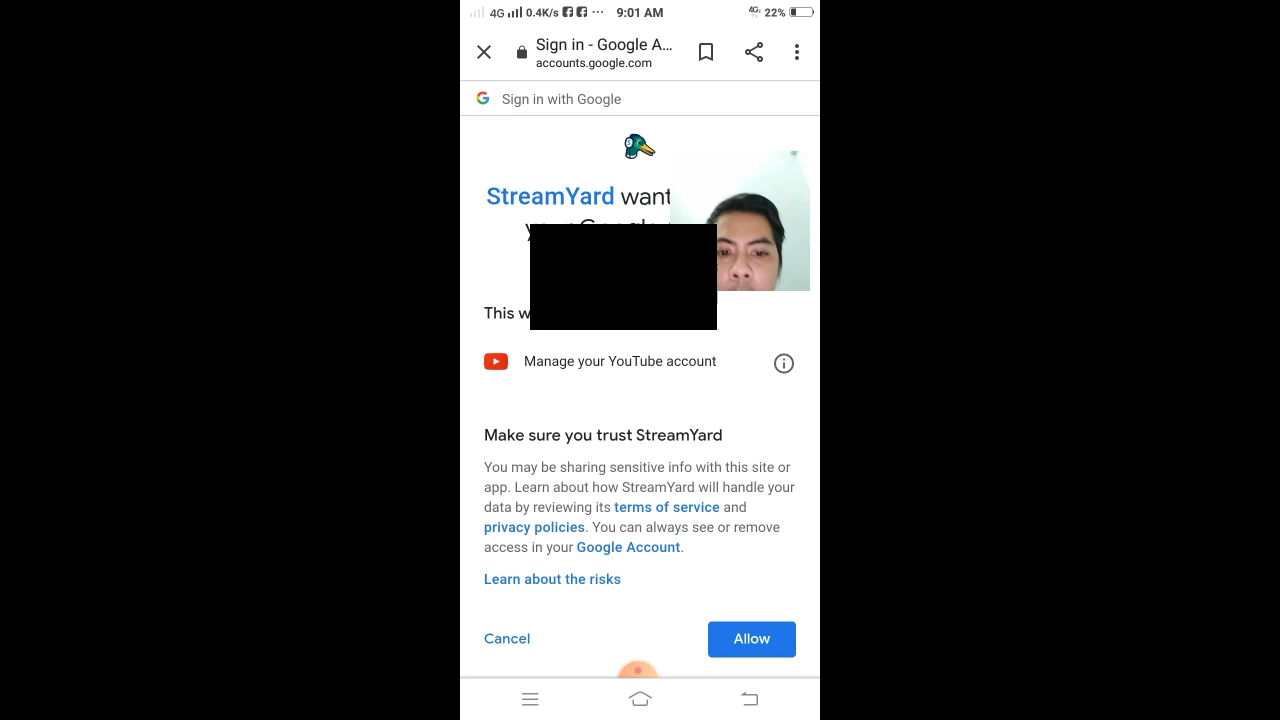 4G 0.4K/s ... 9:01 AM 4G 22%
Sign in - Google A...
accounts.google.com
Sign in with Google
StreamYard want
This w
Manage your YouTube account
Make sure you trust StreamYard
You may be sharing sensitive info with this site or
app. Learn about how StreamYard will handle your
data by reviewing its terms of service and
privacy policies. You can always see or remove
access in your Google Account.
Learn about the risks
Cancel Allow